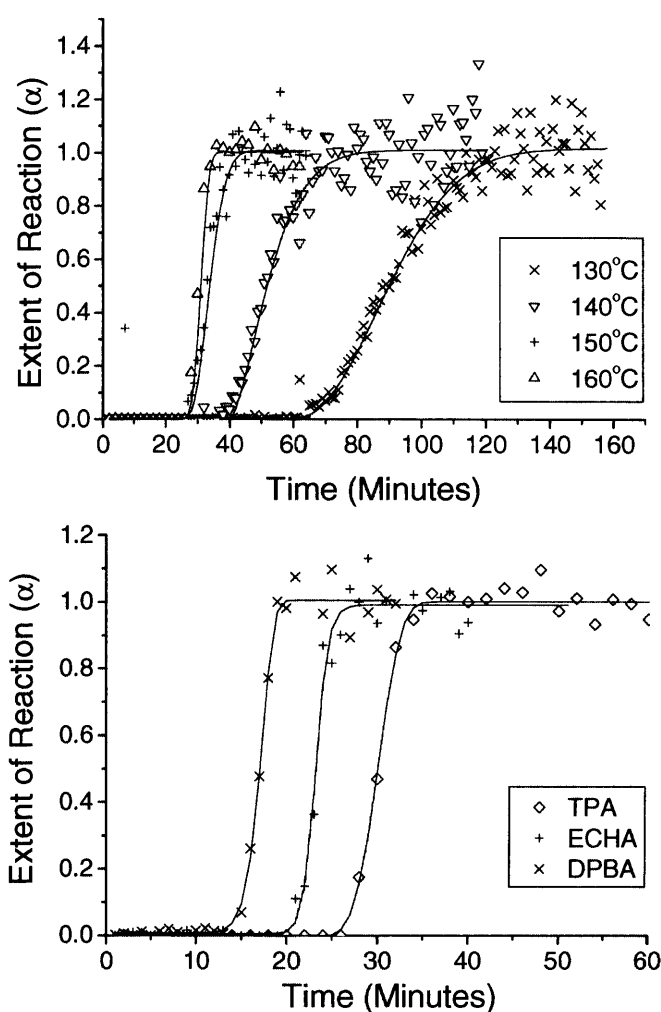 1.4
1.2
1.0
0.8
0.6
0.4
0.2
0.0
Extent of Reaction (α)
130°C
140°C
150°C
160°C
0 20 40 60 80 100 120 140 160
Time (Minutes)
1.2
1.0
0.8
0.6
0.4
0.2
0.0
Extent of Reaction (α)
TPA
ECHA
DPBA
0 10 20 30 40 50 60
Time (Minutes)